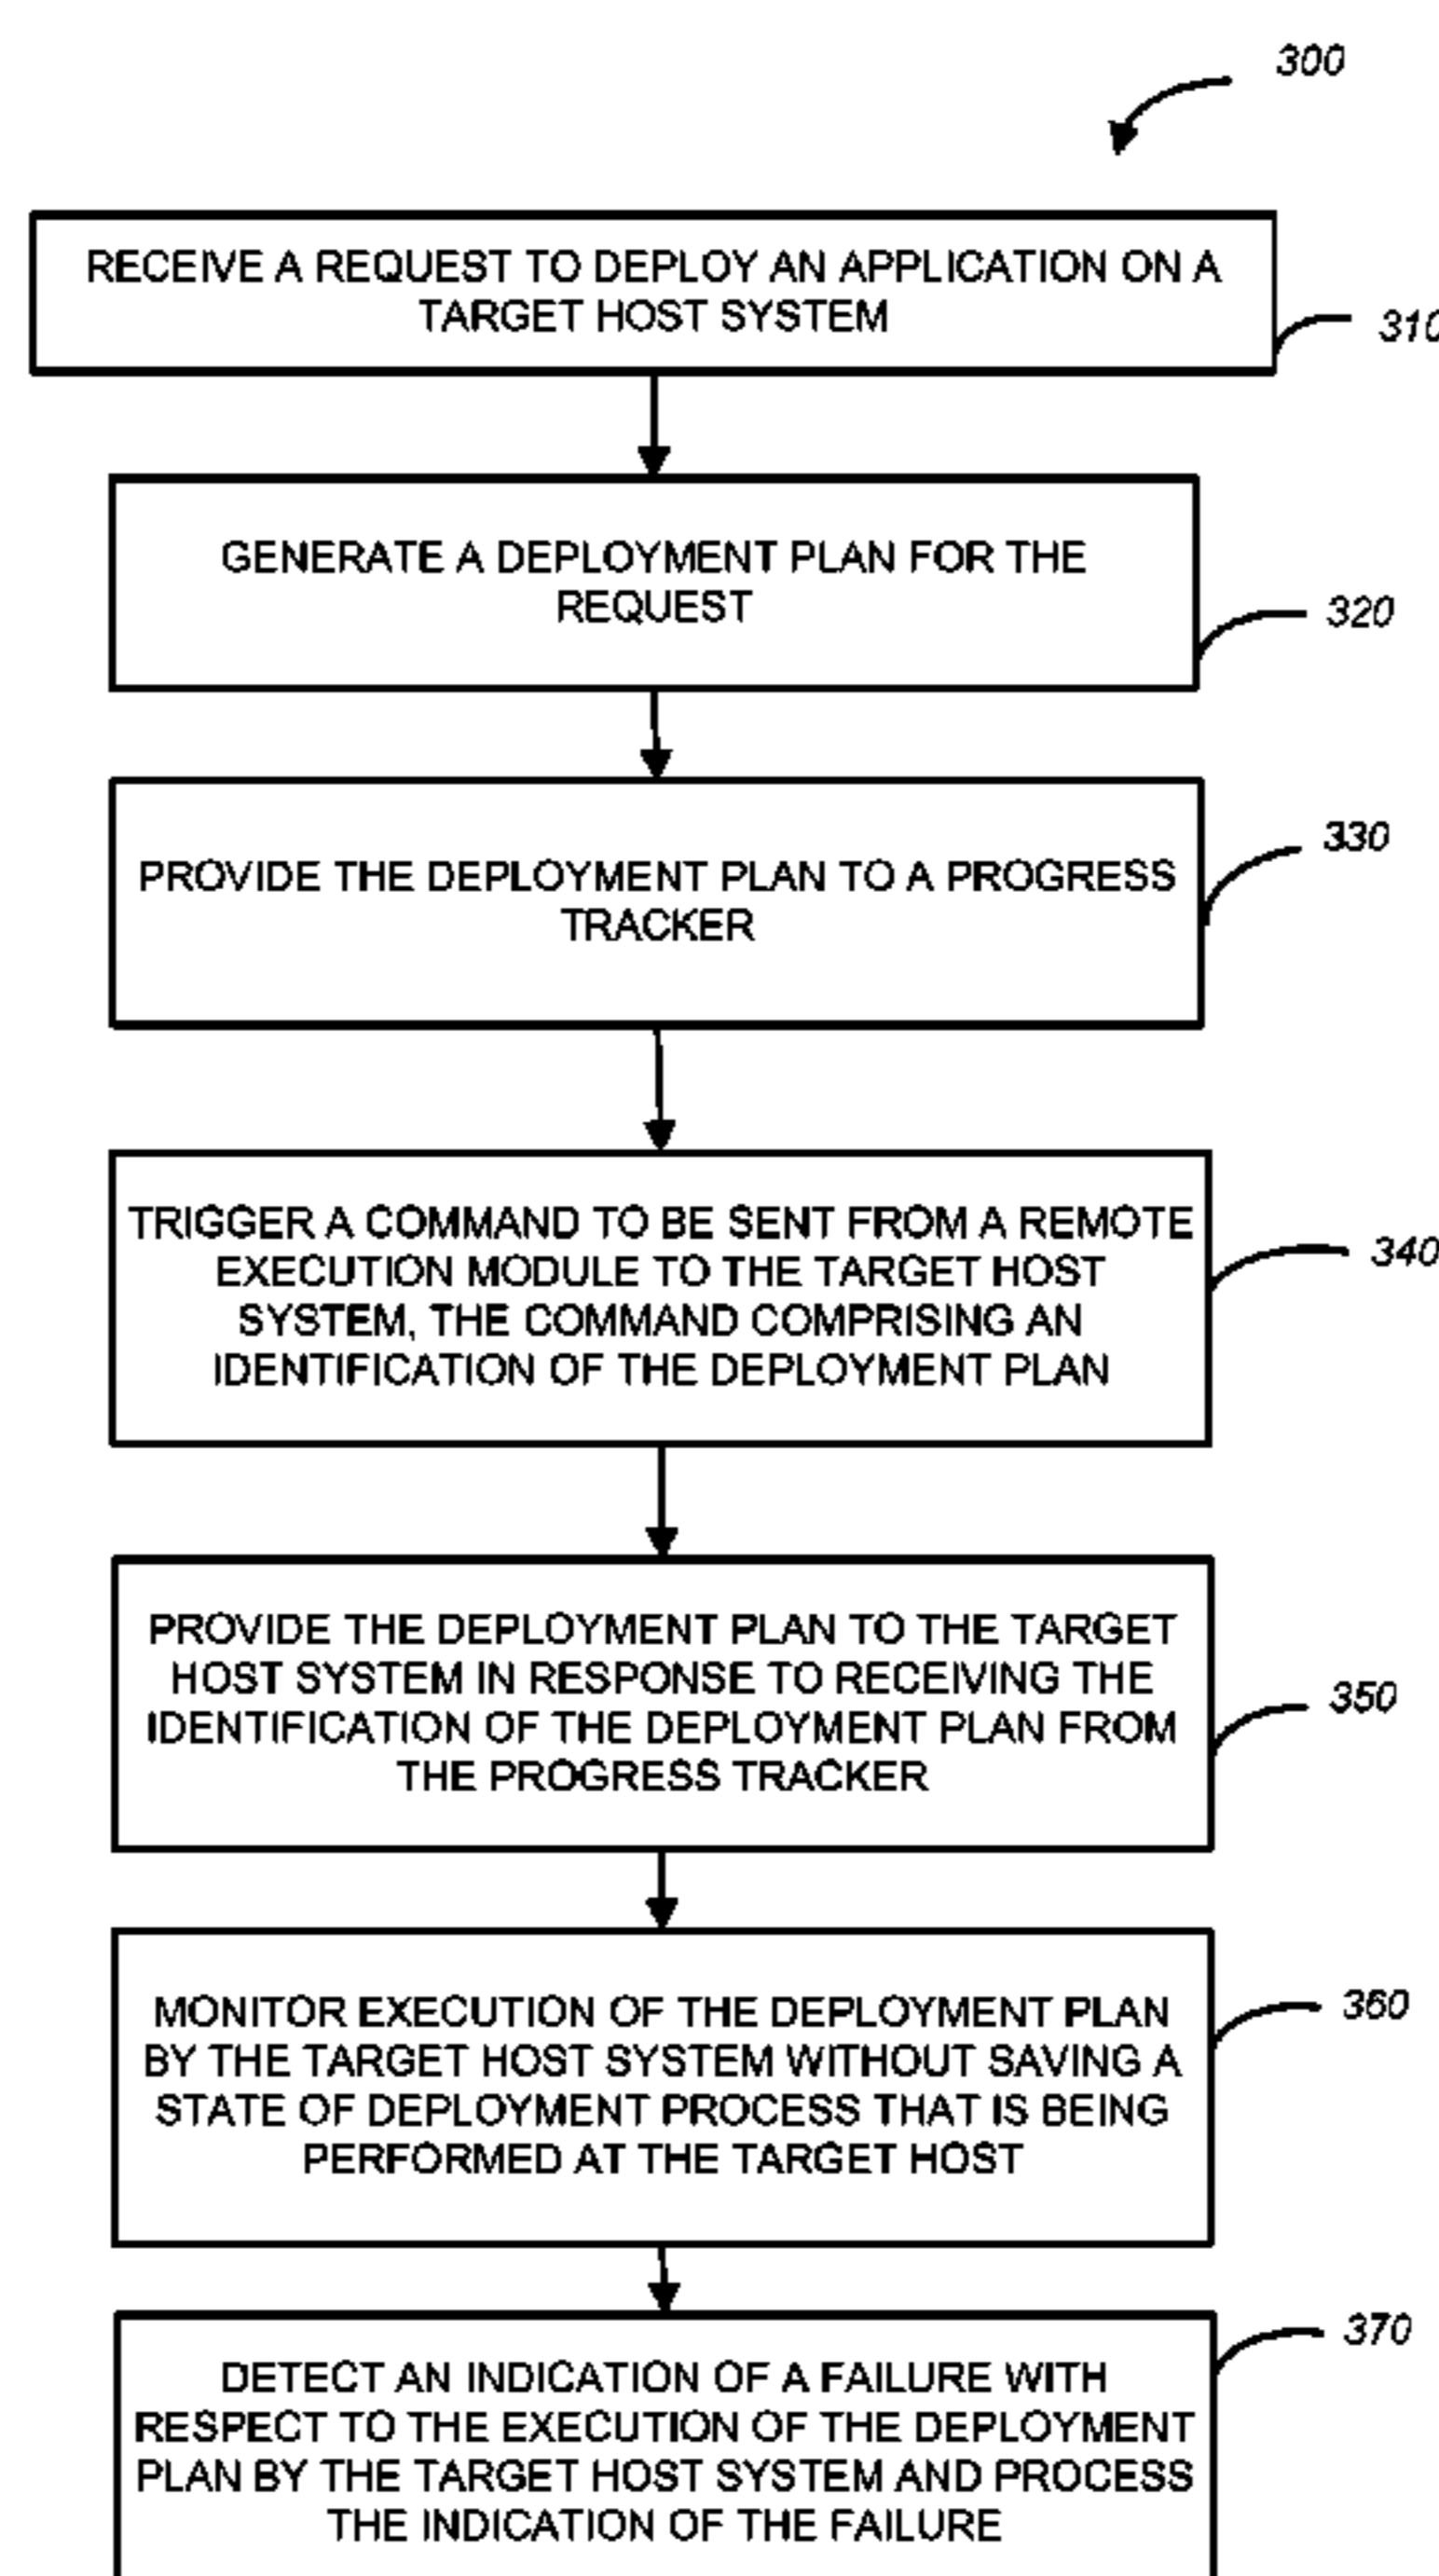 300
RECEIVE A REQUEST TO DEPLOY AN APPLICATION ON A
TARGET HOST SYSTEM
310
GENERATE A DEPLOYMENT PLAN FOR THE
REQUEST
320
PROVIDE THE DEPLOYMENT PLAN TO A PROGRESS
TRACKER
330
TRIGGER A COMMAND TO BE SENT FROM A REMOTE
EXECUTION MODULE TO THE TARGET HOST
SYSTEM, THE COMMAND COMPRISING AN
IDENTIFICATION OF THE DEPLOYMENT PLAN
340
PROVIDE THE DEPLOYMENT PLAN TO THE TARGET
HOST SYSTEM IN RESPONSE TO RECEIVING THE
IDENTIFICATION OF THE DEPLOYMENT PLAN FROM
THE PROGRESS TRACKER
350
MONITOR EXECUTION OF THE DEPLOYMENT PLAN
BY THE TARGET HOST SYSTEM WITHOUT SAVING A
STATE OF DEPLOYMENT PROCESS THAT IS BEING
PERFORMED AT THE TARGET HOST
360
DETECT AN INDICATION OF A FAILURE WITH
RESPECT TO THE EXECUTION OF THE DEPLOYMENT
PLAN BY THE TARGET HOST SYSTEM AND PROCESS
THE INDICATION OF THE FAILURE
370